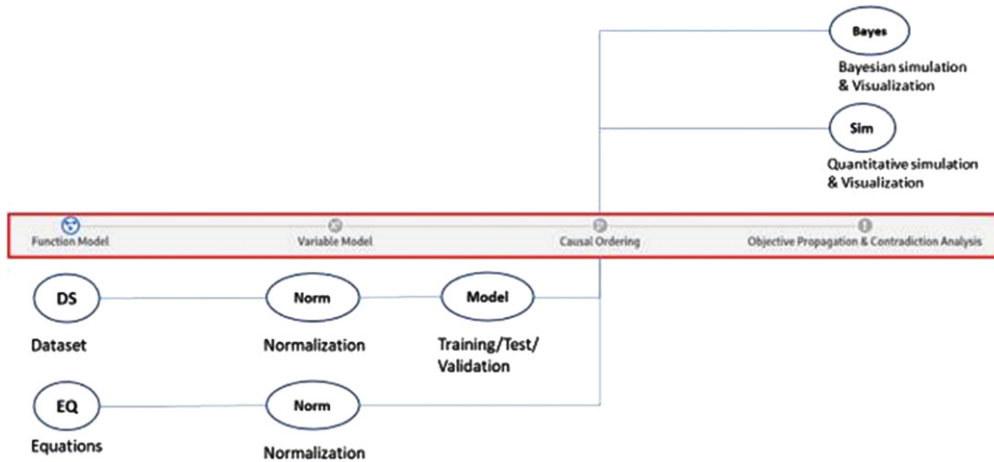 Bayes
Bayesian simulation
& Visualization
Sim
Quantitative simulation
& Visualization
Function Model
Variable Model
Causal Ordering
Objective Propagation & Contradiction Analysis
DS
Norm
Model
Dataset
Normalization
Training/Test/
Validation
EQ
Norm
Equations
Normalization